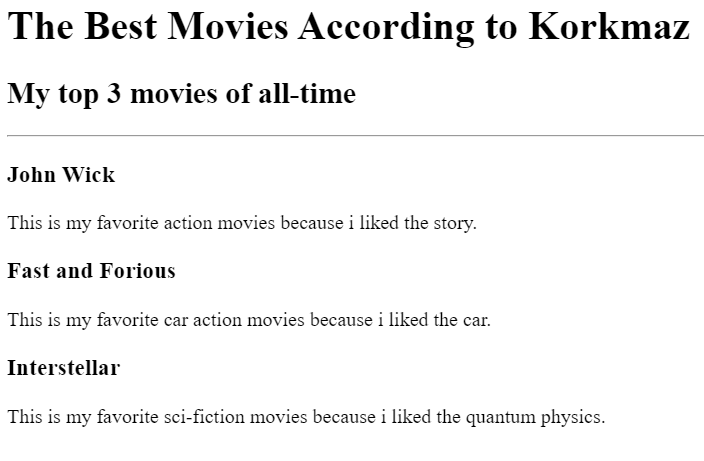 The Best Movies According to Korkmaz
My top 3 movies of all-time
John Wick
This is my favorite action movies because i liked the story.
Fast and Forious
This is my favorite car action movies because i liked the car.
Interstellar
This is my favorite sci-fiction movies because i liked the quantum physics.